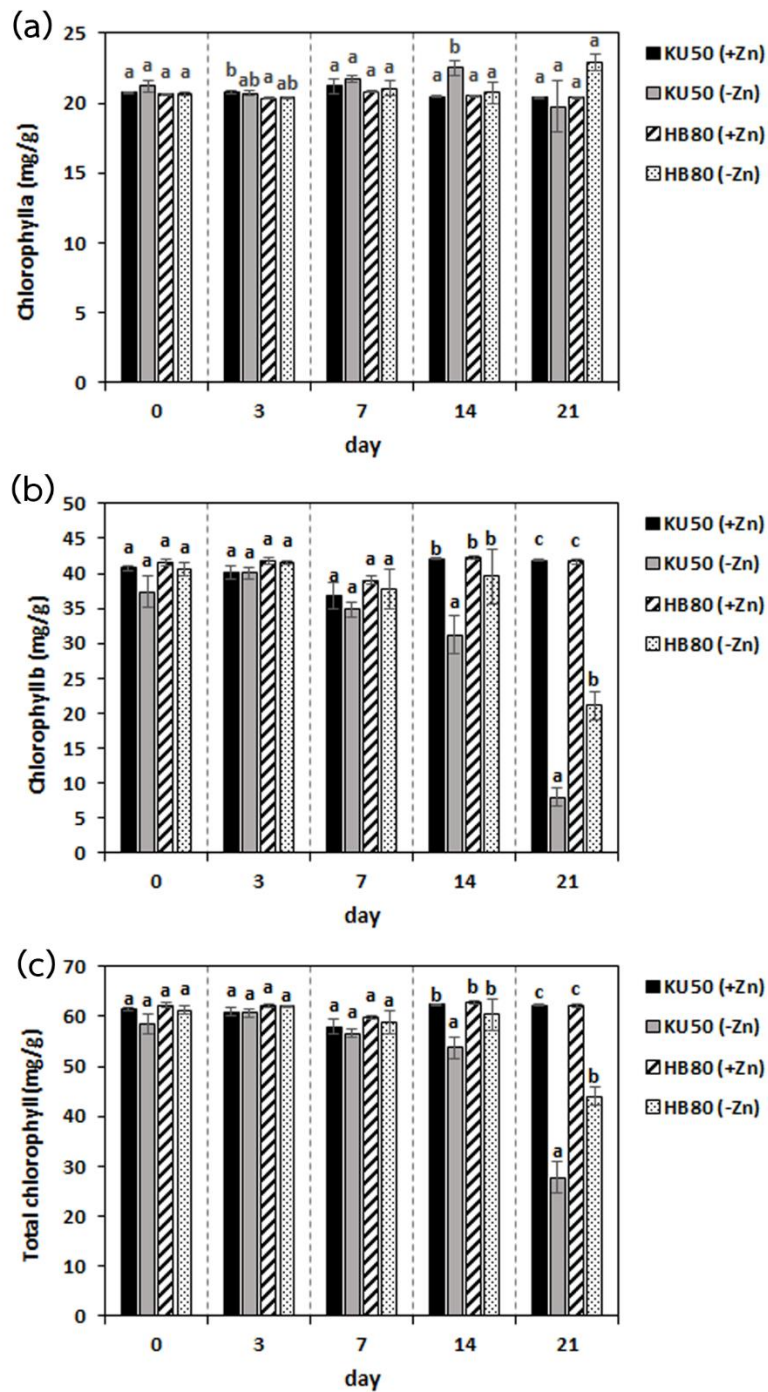 (a)
25
20
15
10
5
0
Chlorophylla (mg/g)
a a a a
b ab a ab
a a a a
a b a a
a a a a
0 3 7 14 21
day
KU50 (+Zn)
KU50 (-Zn)
HB80 (+Zn)
HB80 (-Zn)
(b)
50
45
40
35
30
25
20
15
10
5
0
Chlorophyll b (mg/g)
a a a a
a a a a
a a a a
b a b b
c a c b
0 3 7 14 21
day
KU50 (+Zn)
KU50 (-Zn)
HB80 (+Zn)
HB80 (-Zn)
(c)
70
60
50
40
30
20
10
0
Total chlorophyll (mg/g)
a a a a
a a a a
a a a a
b a b b
c a c b
0 3 7 14 21
day
KU50 (+Zn)
KU50 (-Zn)
HB80 (+Zn)
HB80 (-Zn)